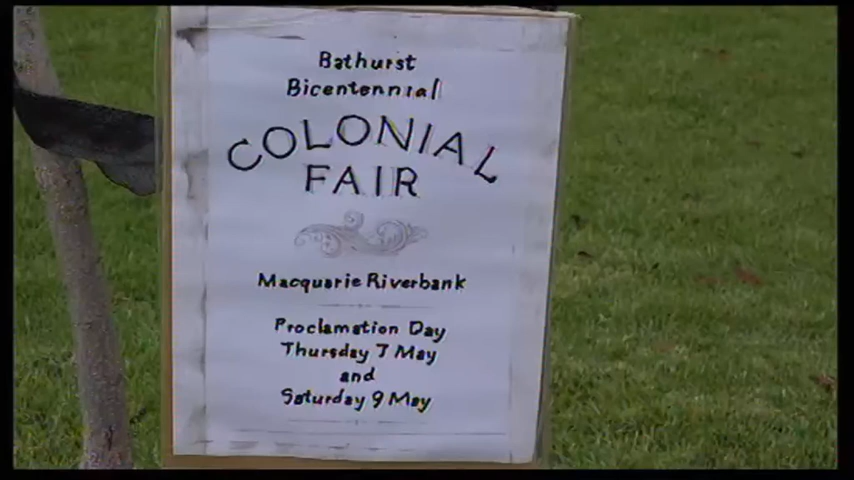 Bathurst
Bicentennial
COLONIAL
FAIR
Macquarie Riverbank
Proclamation Day
Thursday 7 May
and
Saturday 9 May